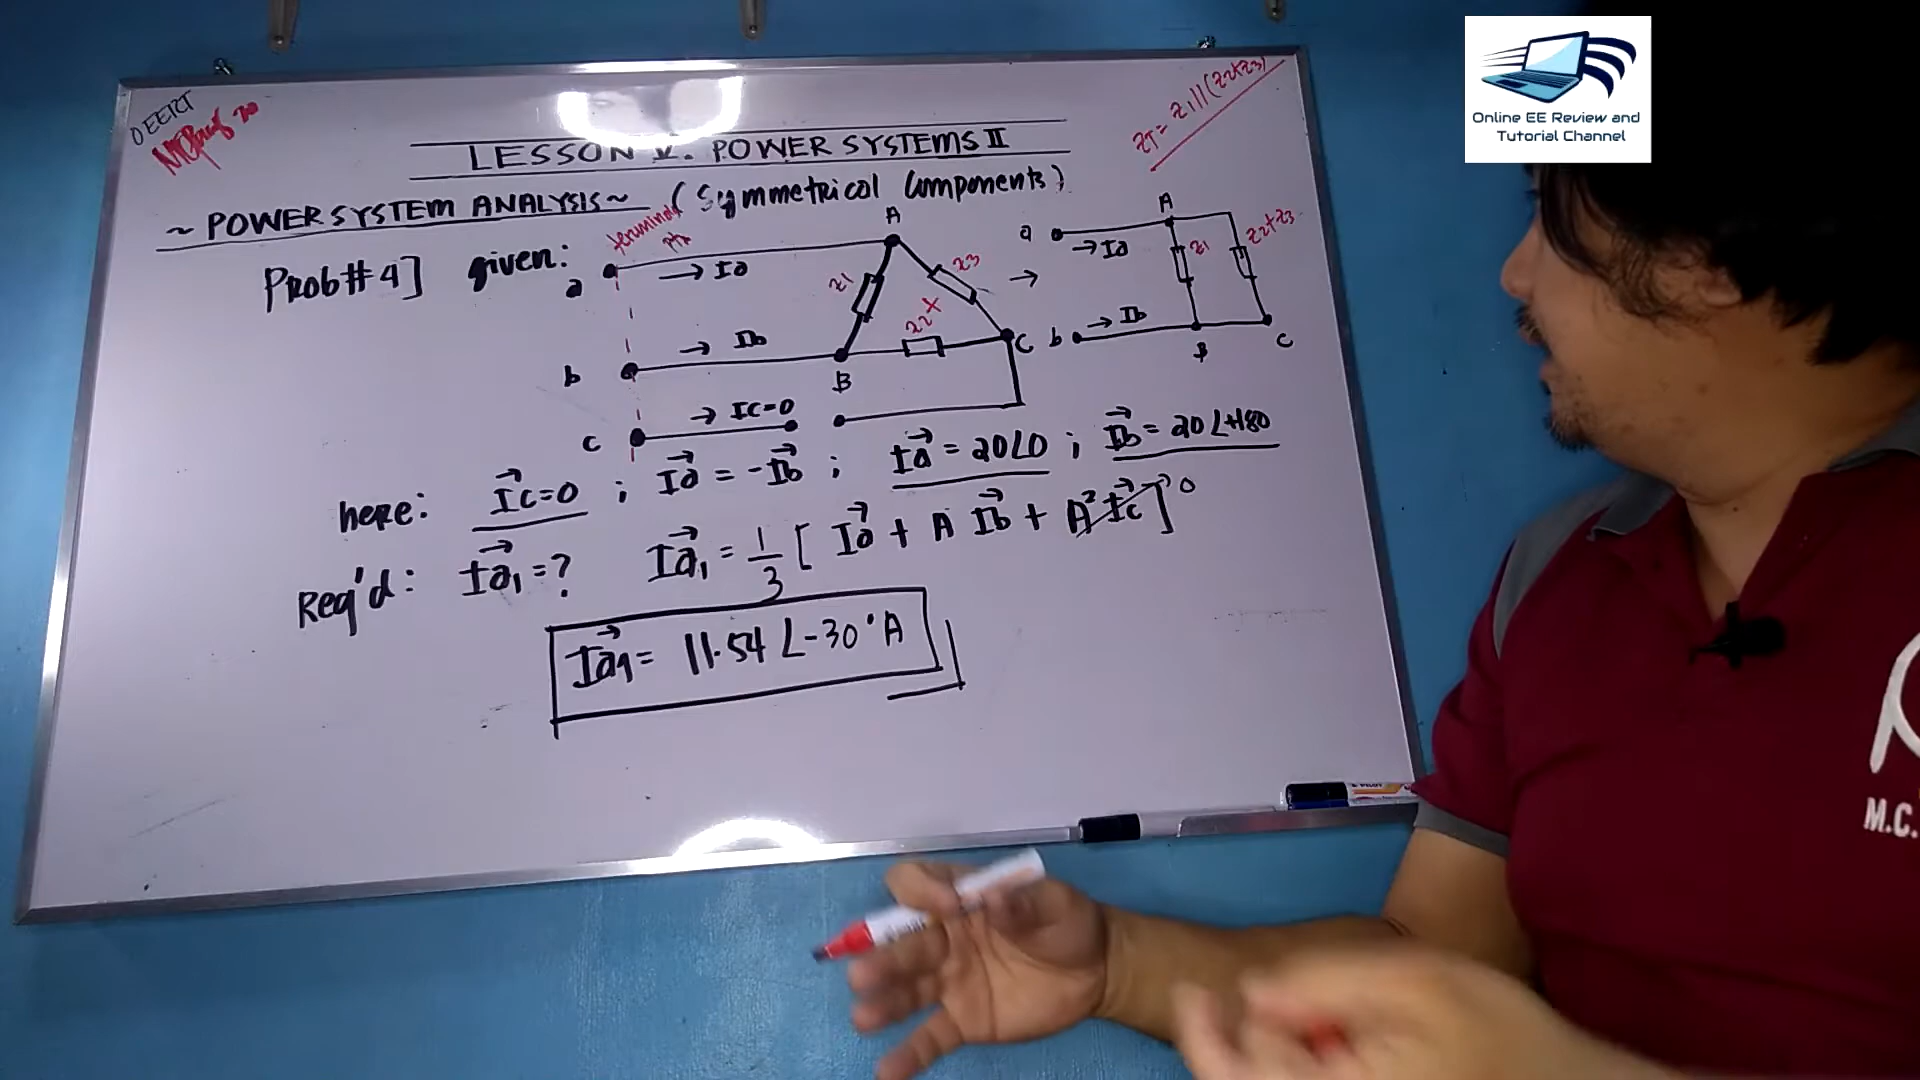 Online EE Review and
Tutorial Channel
OEERT
ZT = Z1//(Z2+Z3)
LESSON V. POWER SYSTEMS II
~ POWER SYSTEM ANALYSIS ~ (Symmetrical Components)
Prob#4] given:
terminal
a → Ia A
Z1 Z3
b → Ib B Z2 C
c → Ic=0
→
a → Ia A Z1 Z2+Z3
b → Ib B C
here: Ic=0 ; Ia = -Ib ; Ia = 20∠0 ; Ib = 20∠+180
Req'd: Ia1=? Ia1 = 1/3 [ Ia + A Ib + A² Ic ] 0
Ia1 = 11.54 ∠-30° A
M.C.